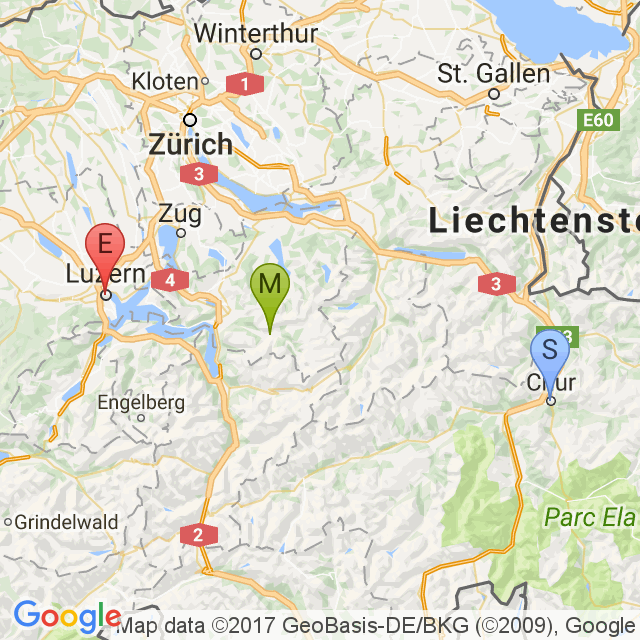 Winterthur
Kloten
1
St. Gallen
E60
Zürich
3
Liechtenste
Zug
E
Luzern
4
M
3
3
S
Chur
Engelberg
Grindelwald
2
Parc Ela
Google
Map data ©2017 GeoBasis-DE/BKG (©2009), Google